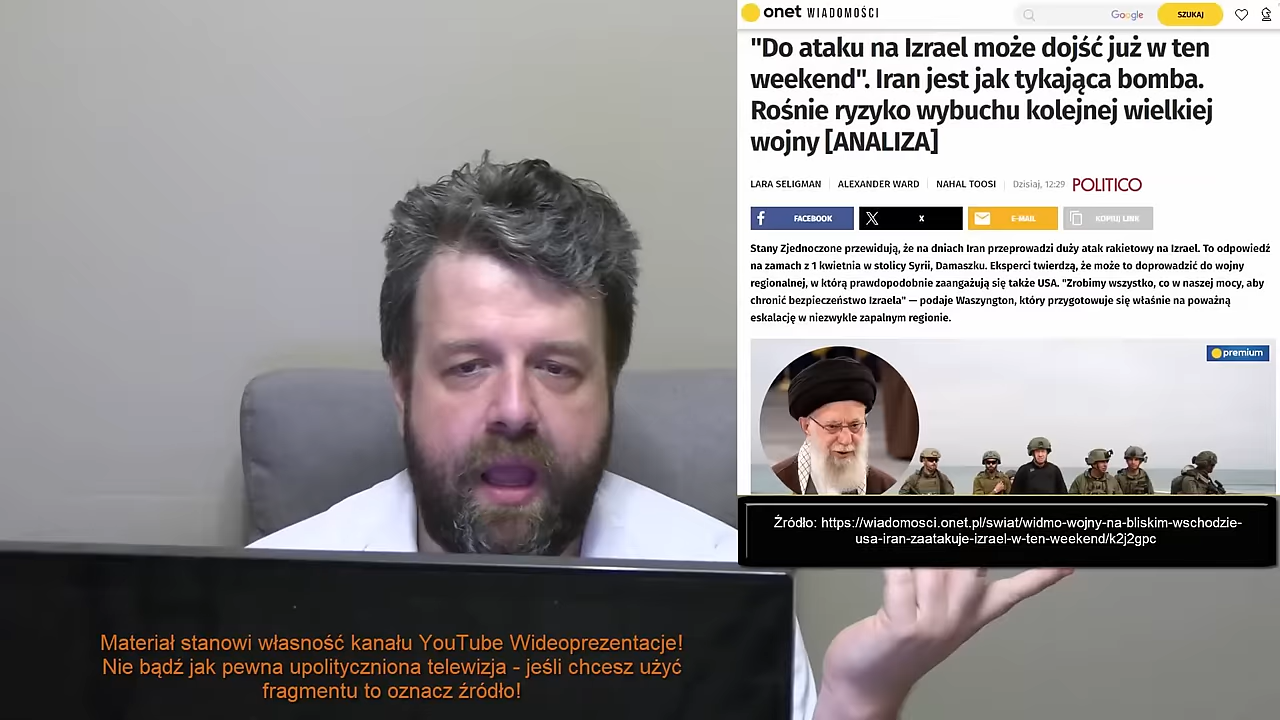 onet WIADOMOŚCI
Google
SZUKAJ
"Do ataku na Izrael może dojść już w ten
weekend". Iran jest jak tykająca bomba.
Rośnie ryzyko wybuchu kolejnej wielkiej
wojny [ANALIZA]
LARA SELIGMAN ALEXANDER WARD NAHAL TOOSI Dzisiaj, 12:29 POLITICO
FACEBOOK X E-MAIL KOPIUJ LINK
Stany Zjednoczone przewidują, że na dniach Iran przeprowadzi duży atak rakietowy na Izrael. To odpowiedź
na zamach z 1 kwietnia w stolicy Syrii, Damaszku. Eksperci twierdzą, że może to doprowadzić do wojny
regionalnej, w którą prawdopodobnie zaangażują się także USA. "Zrobimy wszystko, co w naszej mocy, aby
chronić bezpieczeństwo Izraela" — podaje Waszyngton, który przygotowuje się właśnie na poważną
eskalację w niezwykle zapalnym regionie.
premium
Źródło: https://wiadomosci.onet.pl/swiat/widmo-wojny-na-bliskim-wschodzie-
usa-iran-zaatakuje-izrael-w-ten-weekend/k2j2gpc
Materiał stanowi własność kanału YouTube Wideoprezentacje!
Nie bądź jak pewna upolityczniona telewizja - jeśli chcesz użyć
fragmentu to oznacz źródło!